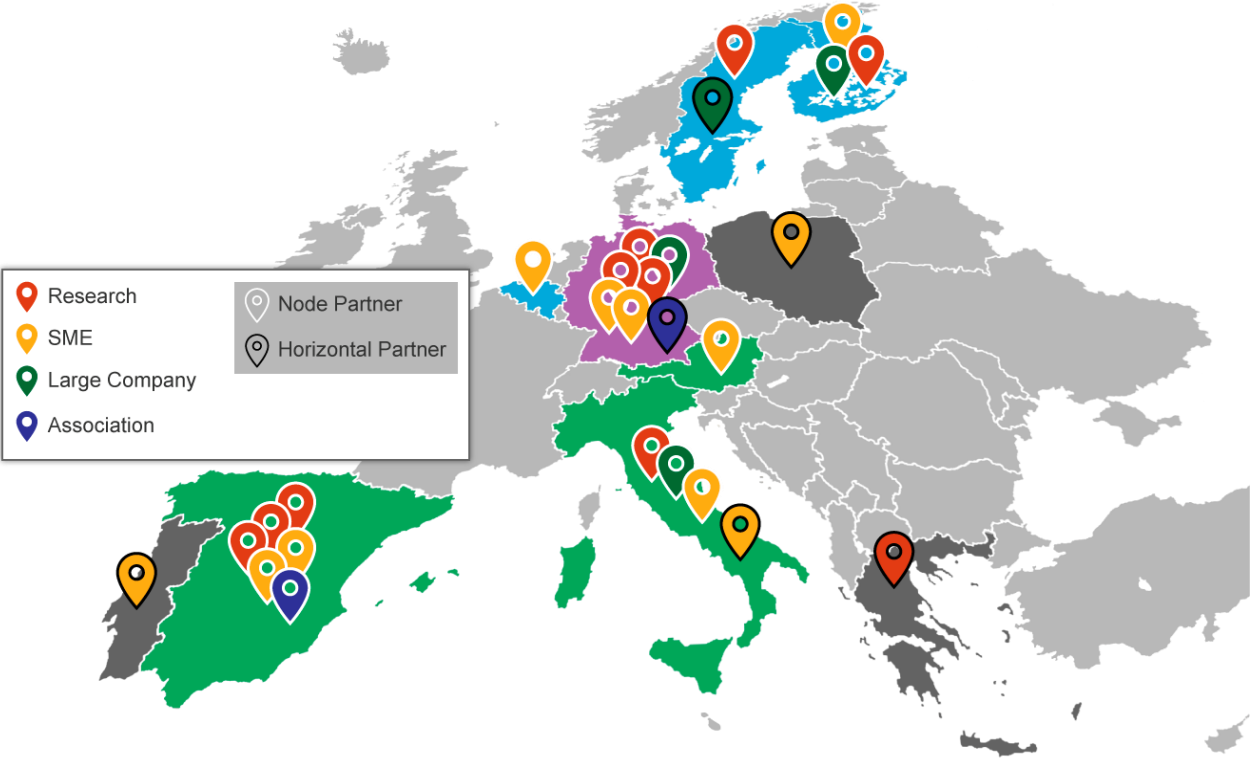 Research
SME
Large Company
Association
Node Partner
Horizontal Partner